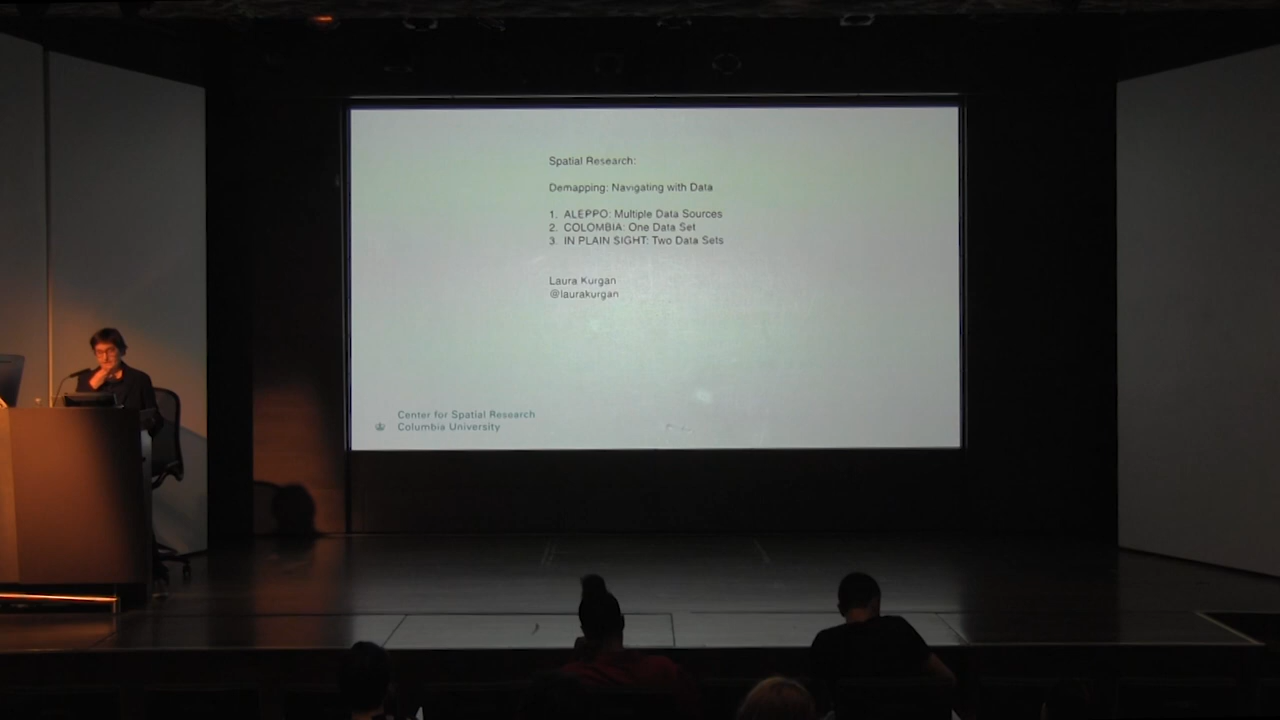 Spatial Research:
Demapping: Navigating with Data
1. ALEPPO: Multiple Data Sources
2. COLOMBIA: One Data Set
3. IN PLAIN SIGHT: Two Data Sets
Laura Kurgan
@laurakurgan
Center for Spatial Research
Columbia University